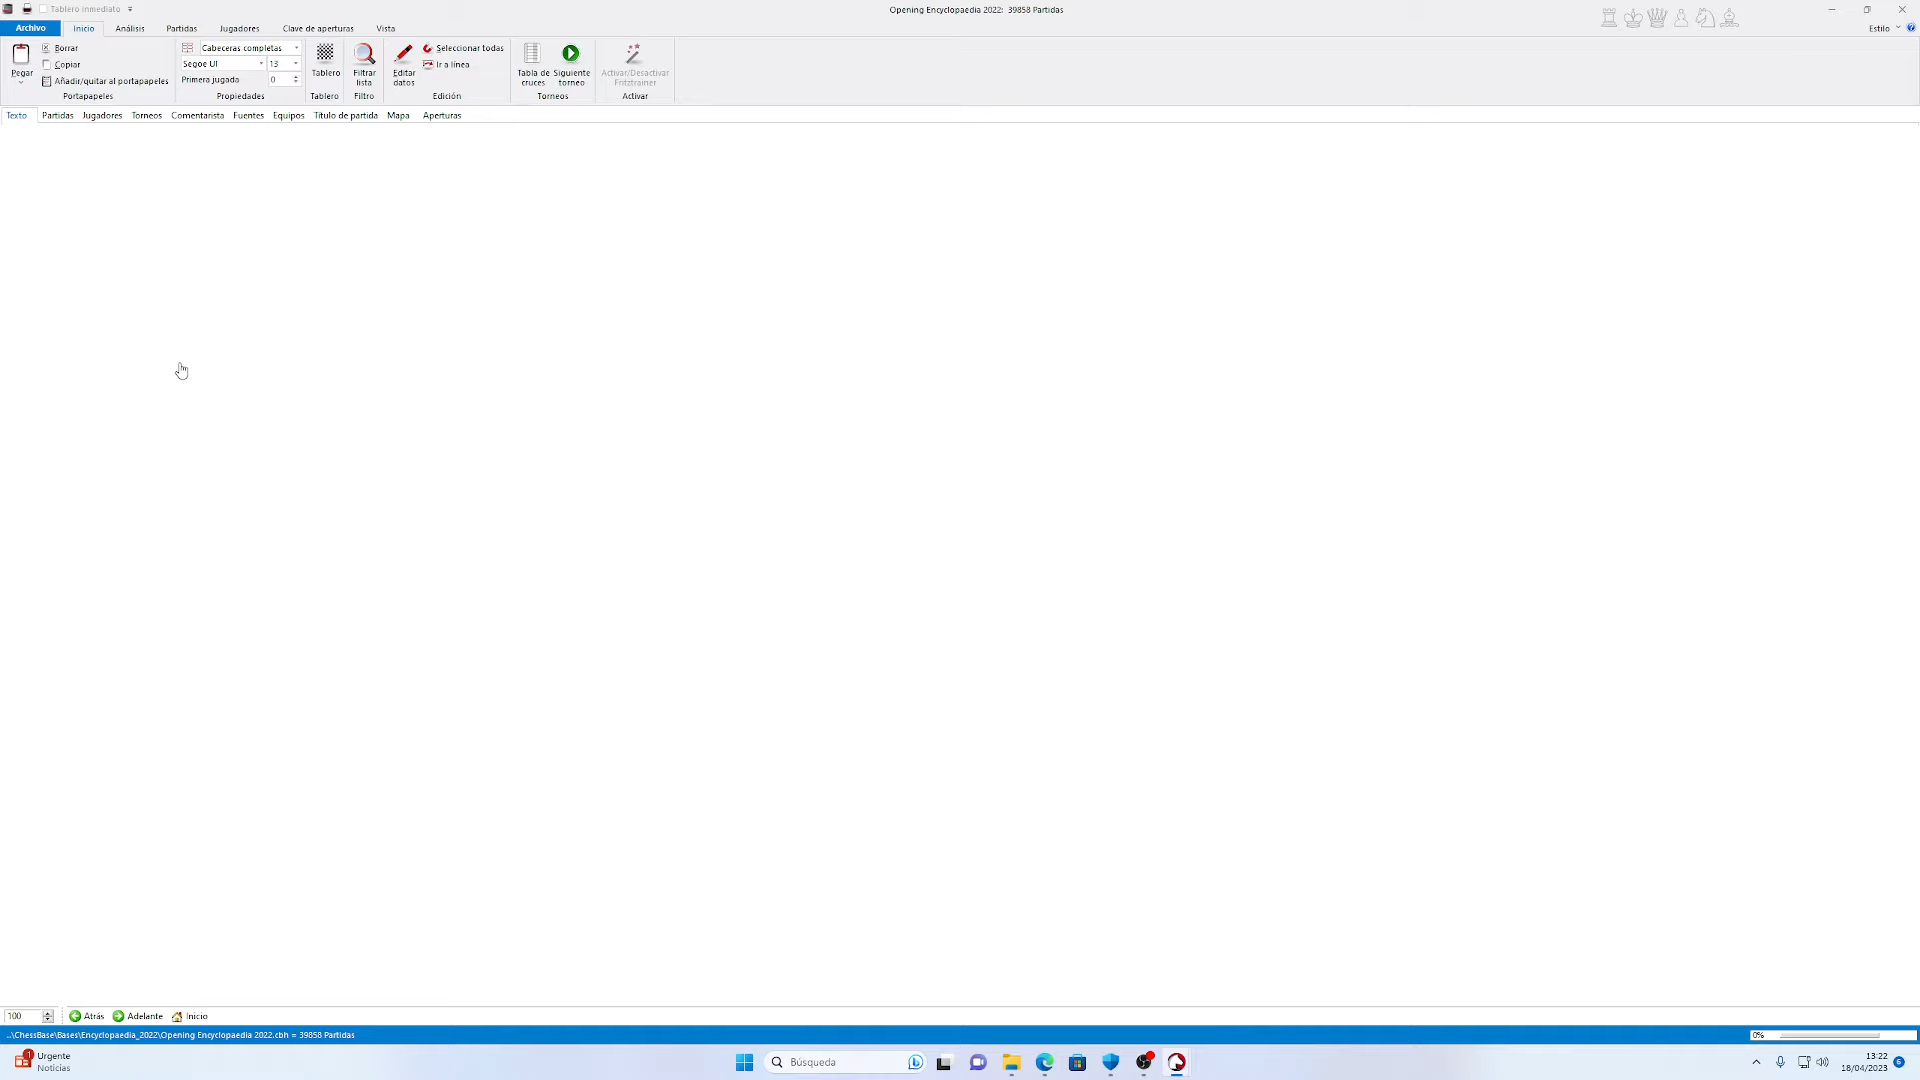 Tablero inmediato
Opening Encyclopaedia 2022: 39858 Partidas
Archivo Inicio Análisis Partidas Jugadores Clave de aperturas Vista Estilo
Pegar
Borrar
Copiar
Añadir/quitar al portapapeles
Portapapeles
Cabeceras completas
Segoe UI 13
Primera jugada 0
Propiedades
Tablero
Tablero
Filtrar lista
Filtro
Editar datos
Seleccionar todas
Ir a línea
Edición
Tabla de cruces
Siguiente torneo
Torneos
Activar/Desactivar Fritztrainer
Activar
Texto Partidas Jugadores Torneos Comentarista Fuentes Equipos Título de partida Mapa Aperturas
100 Atrás Adelante Inicio
..\ChessBase\Bases\Encyclopaedia_2022\Opening Encyclopaedia 2022.cbh = 39858 Partidas 0%
1 Urgente
Noticias
Búsqueda
13:22
18/04/2023
6